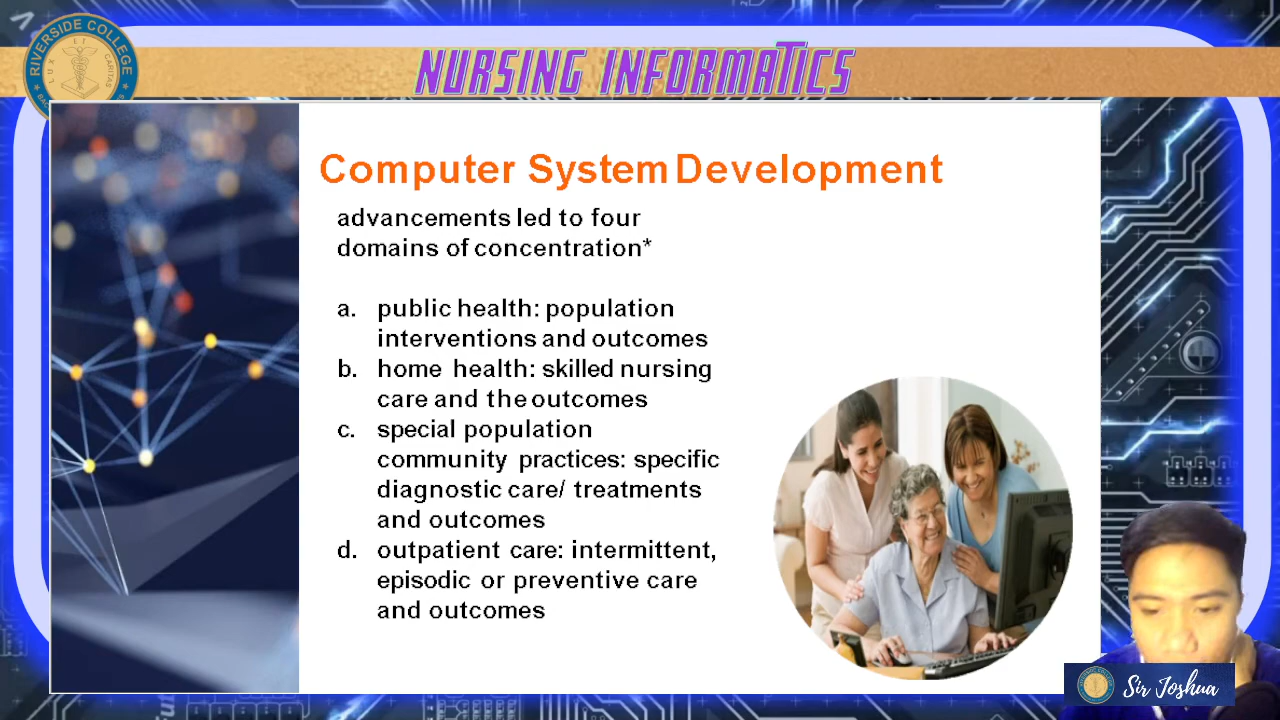 RIVERSIDE COLLEGE
NURSING INFORMATICS
Computer System Development
advancements led to four
domains of concentration*
a. public health: population
interventions and outcomes
b. home health: skilled nursing
care and the outcomes
c. special population
community practices: specific
diagnostic care/ treatments
and outcomes
d. outpatient care: intermittent,
episodic or preventive care
and outcomes
Sir Joshua